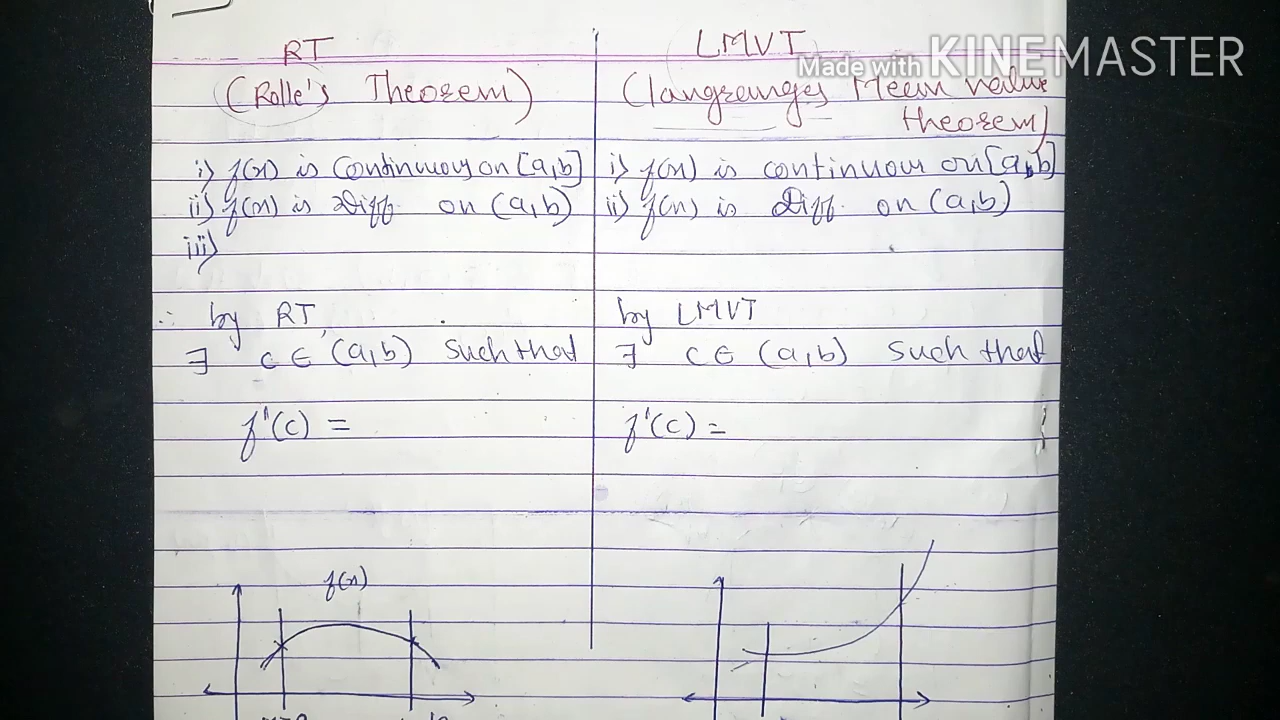 RT
(Rolle's Theorem)
i) f(x) is Continuous on [a,b]
ii) f(x) is Diff. on (a,b)
iii)
∴ by RT,
∃ c∈ (a,b) such that
f'(c) =
f(x)
LMVT
Made with KINEMASTER
(langranges Mean value
theorem)
i) f(x) is continuous on [a,b]
ii) f(x) is Diff. on (a,b)
by LMVT
∃ c∈ (a,b) such that
f'(c) =